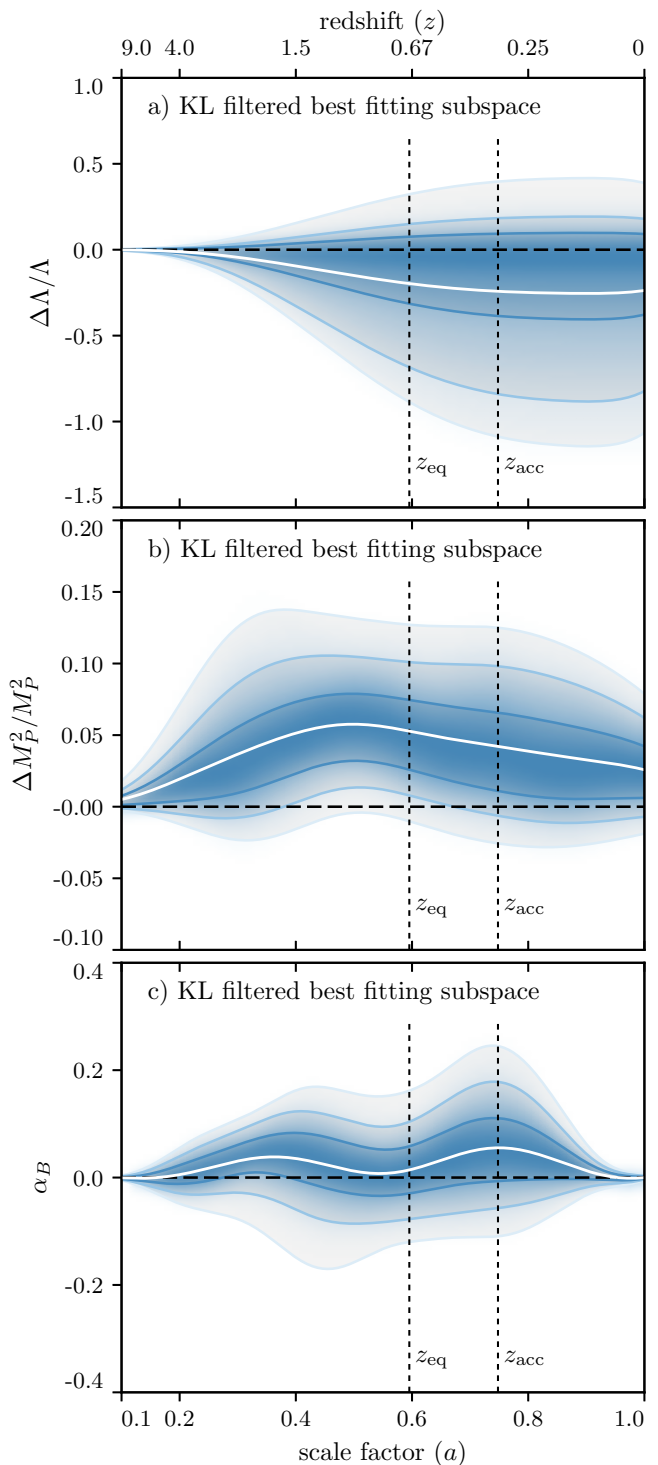 redshift (z)
9.0 4.0 1.5 0.67 0.25 0
a) KL filtered best fitting subspace
1.0
0.5
0.0
-0.5
-1.0
-1.5
ΔΛ/Λ
z_eq z_acc
b) KL filtered best fitting subspace
0.20
0.15
0.10
0.05
-0.00
-0.05
-0.10
ΔM_P^2/M_P^2
z_eq z_acc
c) KL filtered best fitting subspace
0.4
0.2
0.0
-0.2
-0.4
α_B
z_eq z_acc
0.1 0.2 0.4 0.6 0.8 1.0
scale factor (a)